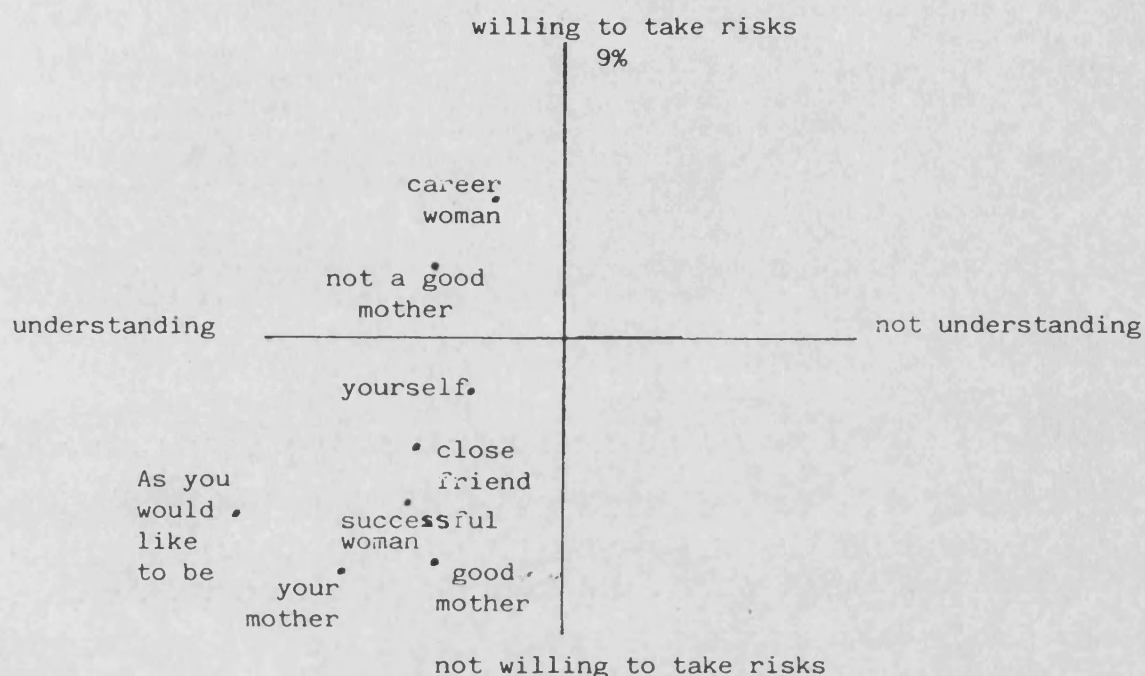 willing to take risks
9%
career
woman
not a good
mother
understanding
not understanding
yourself
close
friend
As you
would
like
to be
successful
woman
your
mother
good
mother
not willing to take risks